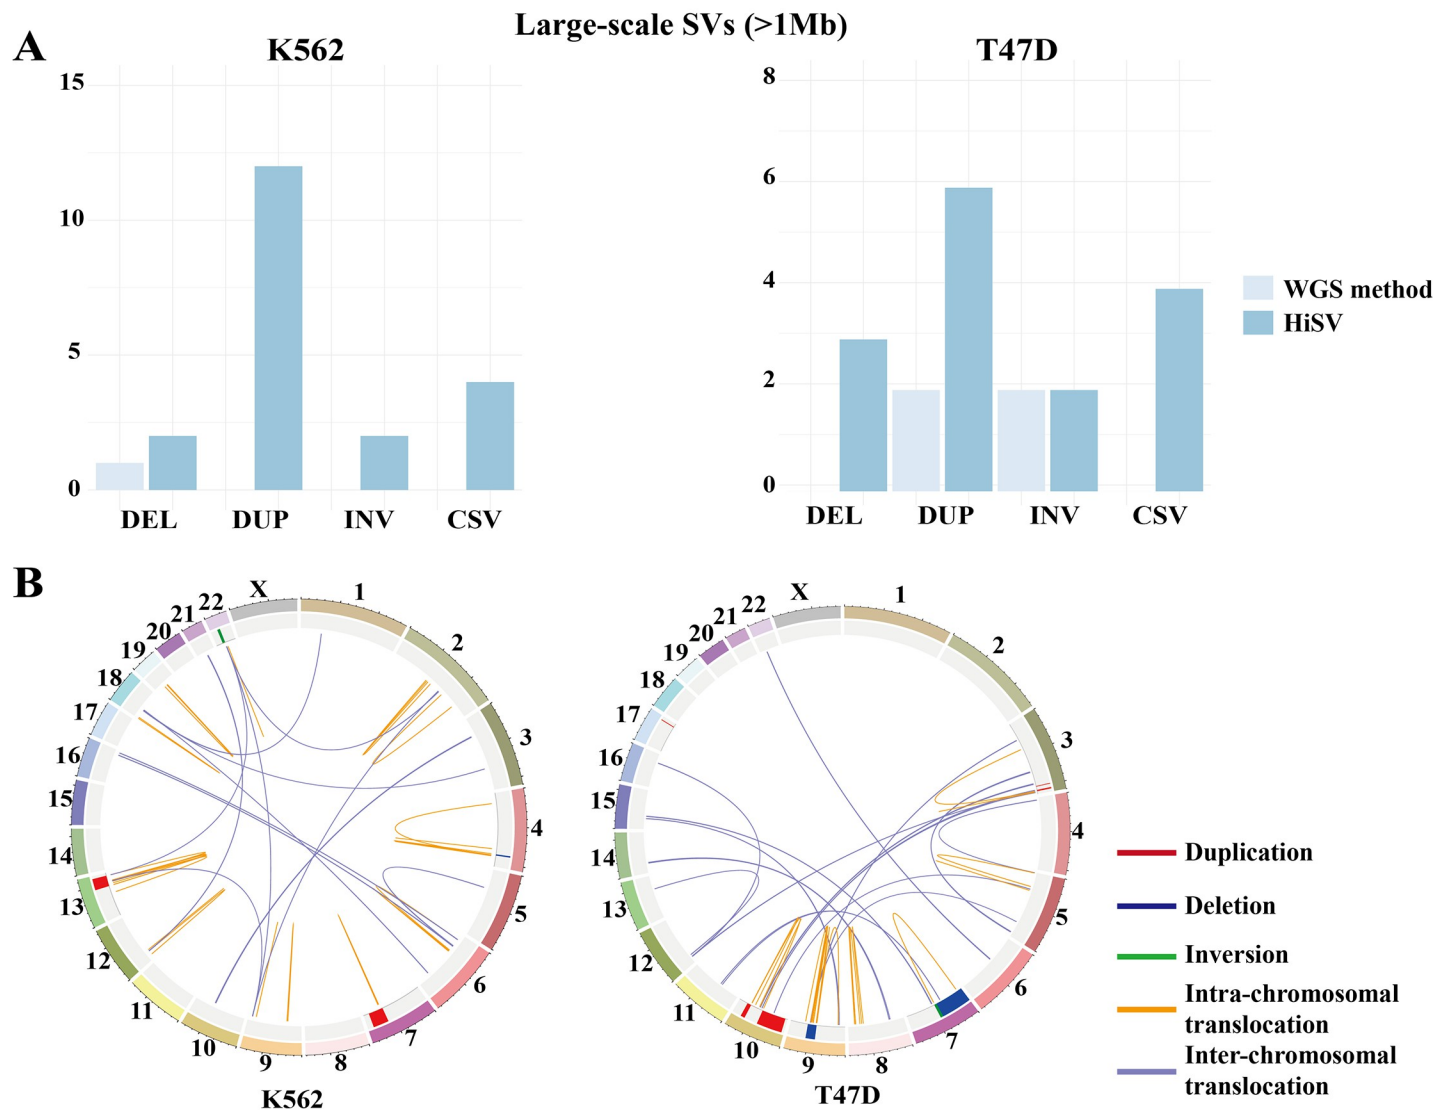 Large-scale SVs (>1Mb)
A
K562
T47D
15
10
5
0
DEL DUP INV CSV
8
6
4
2
0
DEL DUP INV CSV
WGS method
HiSV
B
X 1 2 3 4 5 6 7 8 9 10 11 12 13 14 15 16 17 18 19 20 21 22
K562
X 1 2 3 4 5 6 7 8 9 10 11 12 13 14 15 16 17 18 19 20 21 22
T47D
Duplication
Deletion
Inversion
Intra-chromosomal
translocation
Inter-chromosomal
translocation